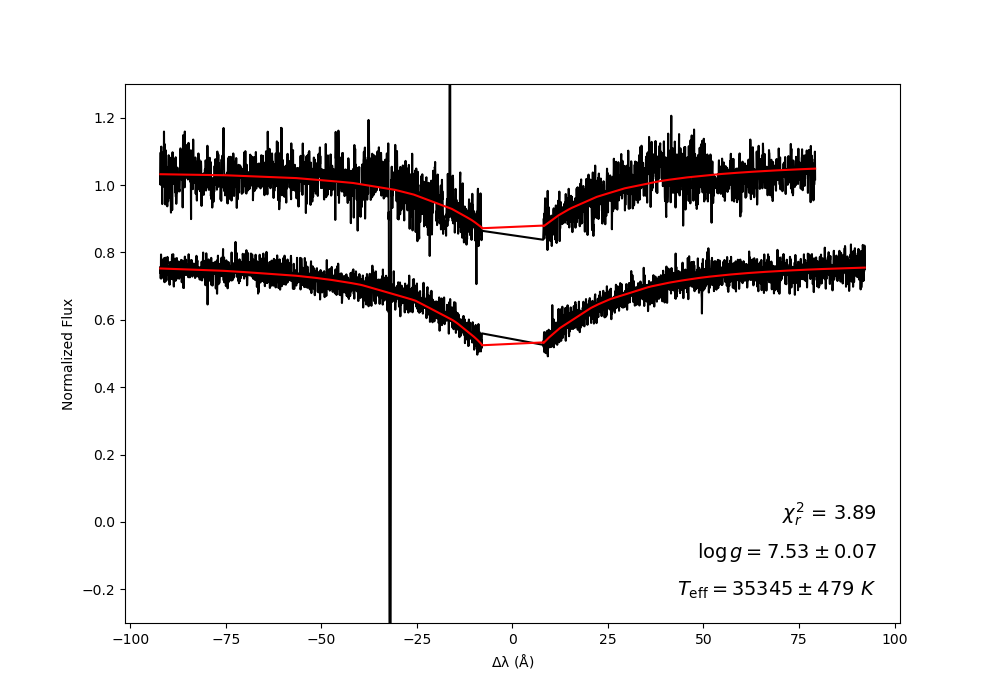 1.2
1.0
0.8
0.6
0.4
0.2
0.0
−0.2
Normalized Flux
χ²ᵣ = 3.89
log g = 7.53 ± 0.07
T_eff = 35345 ± 479 K
−100 −75 −50 −25 0 25 50 75 100
Δλ (Å)